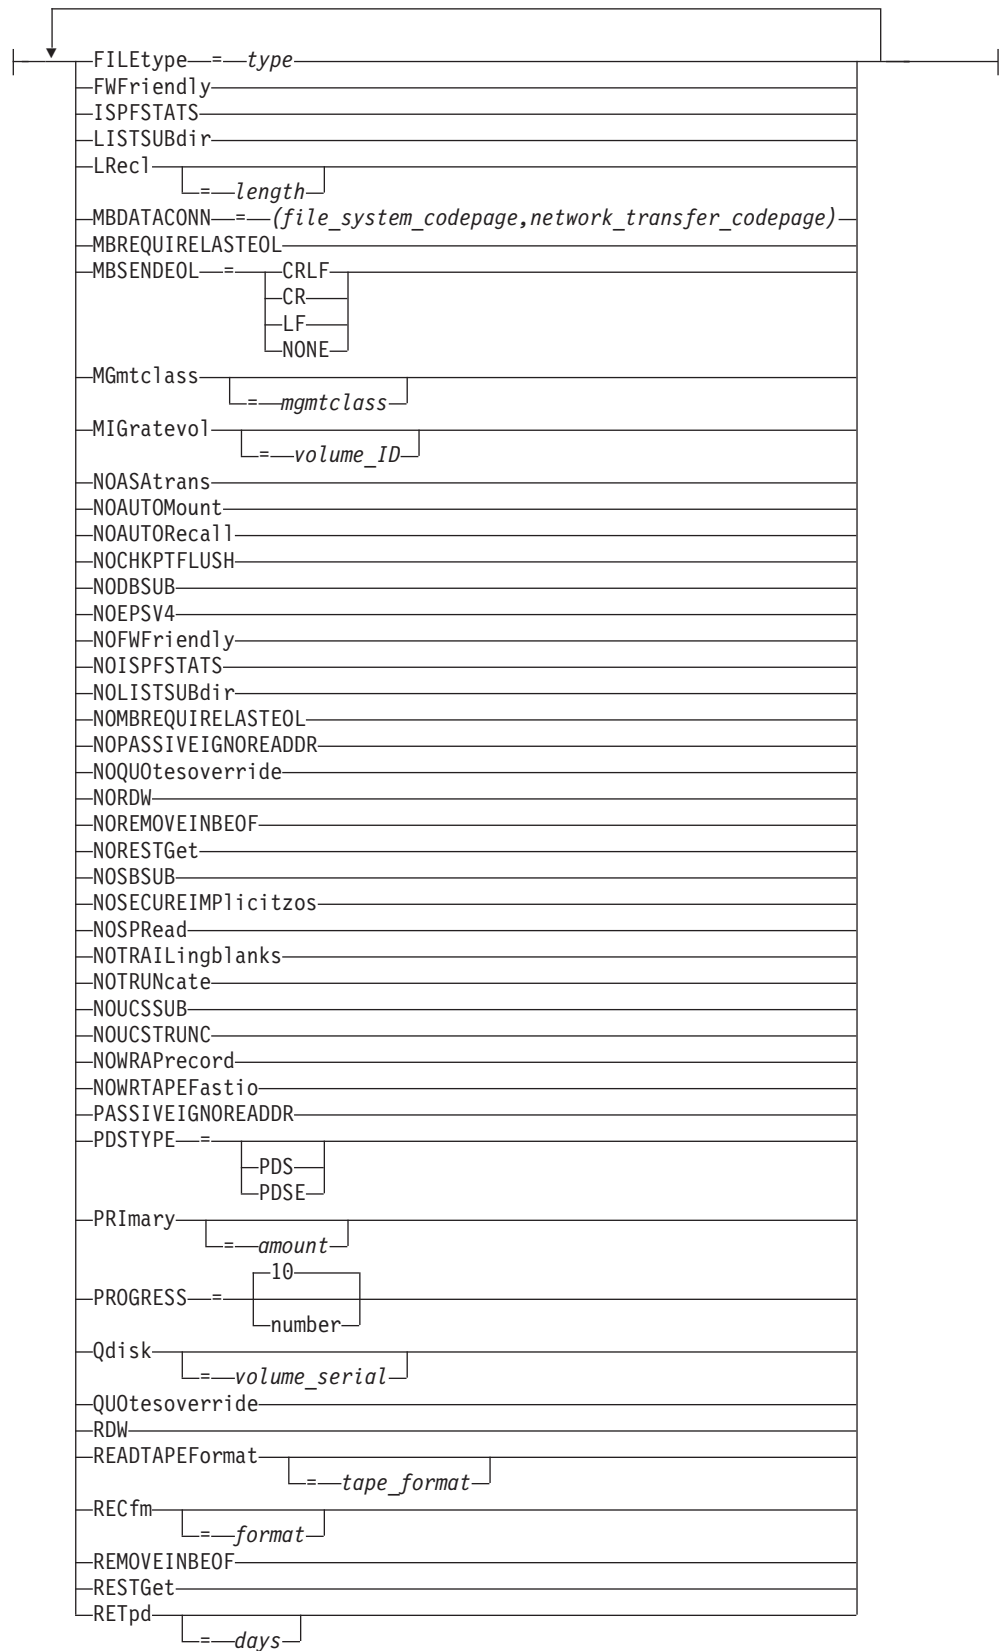 FILEtype = type
FWFriendly
ISPFSTATS
LISTSUBdir
LRecl
= length
MBDATACONN = (file_system_codepage,network_transfer_codepage)
MBREQUIRELASTEOL
MBSENDEOL = CRLF
CR
LF
NONE
MGmtclass
= mgmtclass
MIGratevol
= volume_ID
NOASAtrans
NOAUTOMount
NOAUTORecall
NOCHKPTFLUSH
NODBSUB
NOEPSV4
NOFWFriendly
NOISPFSTATS
NOLISTSUBdir
NOMBREQUIRELASTEOL
NOPASSIVEIGNOREADDR
NOQUOtesoverride
NORDW
NOREMOVEINBEOF
NORESTGet
NOSBSUB
NOSECUREIMPlicitzos
NOSPRead
NOTRAILingblanks
NOTRUNcate
NOUCSSUB
NOUCSTRUNC
NOWRAPrecord
NOWRTAPEFastio
PASSIVEIGNOREADDR
PDSTYPE =
PDS
PDSE
PRImary
= amount
10
PROGRESS =
number
Qdisk
= volume_serial
QUOtesoverride
RDW
READTAPEFormat
= tape_format
RECfm
= format
REMOVEINBEOF
RESTGet
RETpd
= days